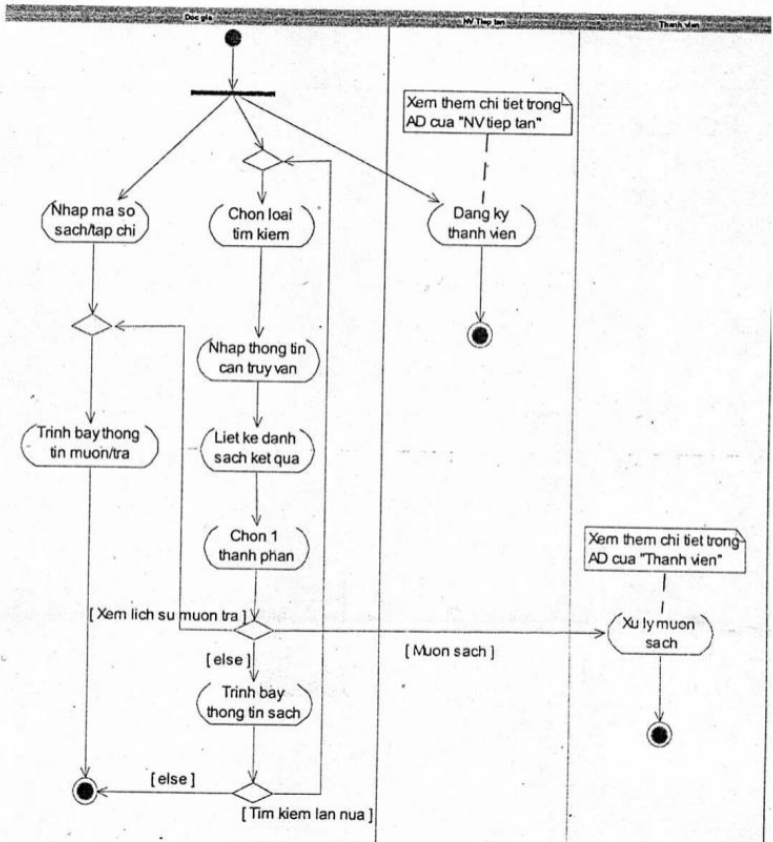 Doc gia
NV Tiep tan
Thanh vien
Xem them chi tiet trong
AD cua "NV tiep tan"
Nhap ma so
sach/tap chi
Chon loai
tim kiem
Dang ky
thanh vien
Nhap thong tin
can truy van
Trinh bay thong
tin muon/tra
Liet ke danh
sach ket qua
Chon 1
thanh phan
Xem them chi tiet trong
AD cua "Thanh vien"
[ Xem lich su muon tra ]
Xu ly muon
sach
[ Muon sach ]
[ else ]
Trinh bay
thong tin sach
[ else ]
[ Tim kiem lan nua ]